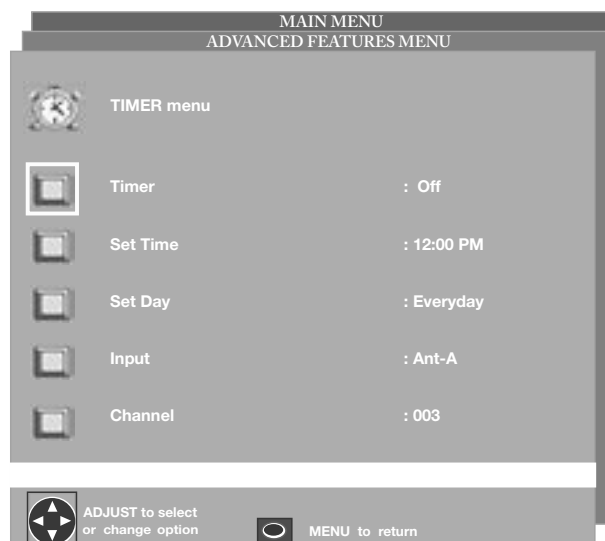 MAIN MENU
ADVANCED FEATURES MENU
TIMER menu
Timer : Off
Set Time : 12:00 PM
Set Day : Everyday
Input : Ant-A
Channel : 003
ADJUST to select
or change option
MENU to return